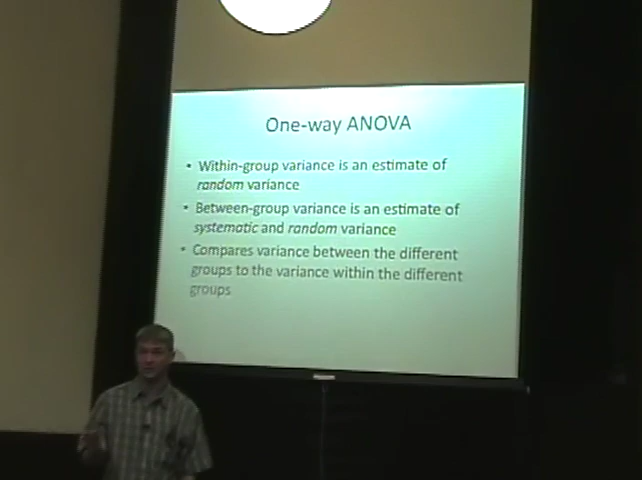 One-way ANOVA
• Within-group variance is an estimate of
random variance
• Between-group variance is an estimate of
systematic and random variance
• Compares variance between the different
groups to the variance within the different
groups